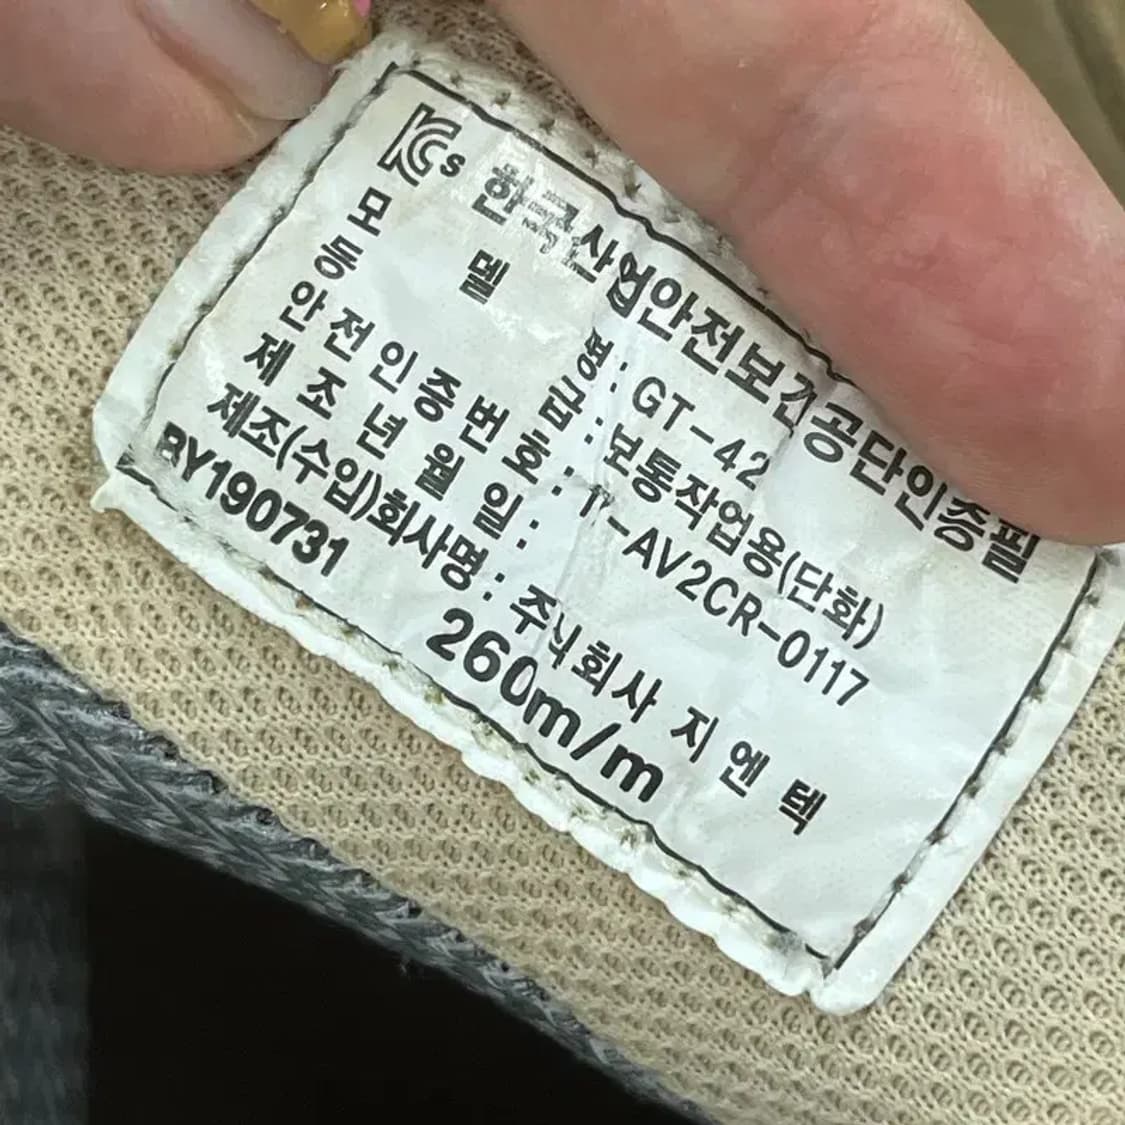 KCs 한국산업안전보건공단인증필
모 델 명 : GT-42
등 급 : 보통작업용(단화)
안전인증번호 : -AV2CR-0117
제조년월일 :
제조(수입)회사명 : 주식회사 지엔텍
BY190731 260m/m